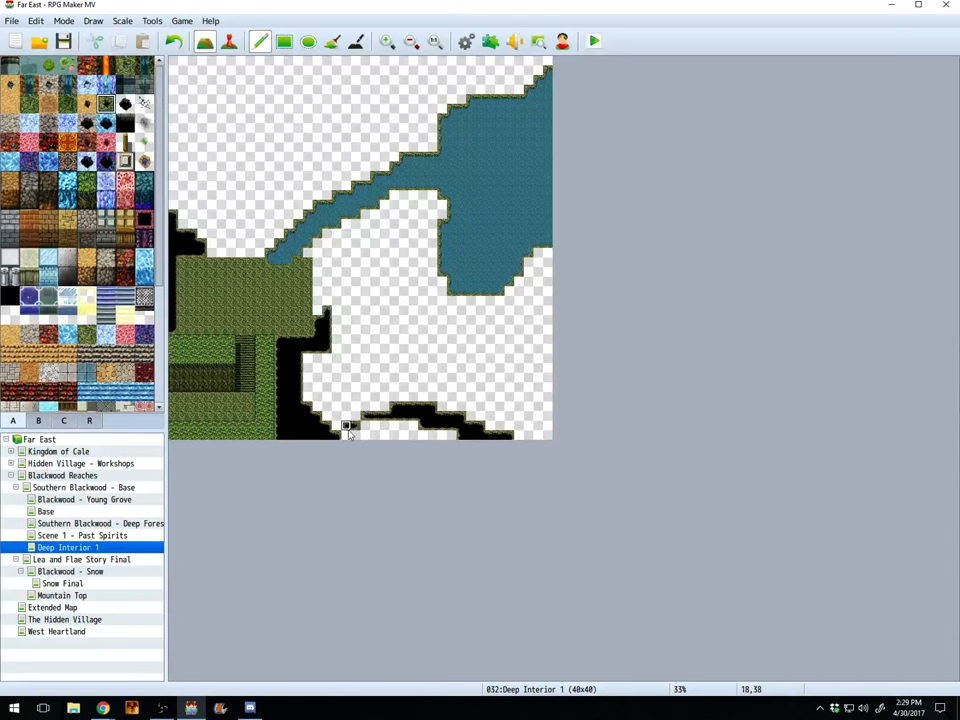 Far East - RPG Maker MV
File Edit Mode Draw Scale Tools Game Help
A B C R
Far East
Kingdom of Cale
Hidden Village - Workshops
Blackwood Reaches
Southern Blackwood - Base
Blackwood - Young Grove
Base
Southern Blackwood - Deep Fores
Scene 1 - Past Spirits
Deep Interior 1
Lea and Flae Story Final
Blackwood - Snow
Snow Final
Mountain Top
Extended Map
The Hidden Village
West Heartland
032:Deep Interior 1 (40x40) 33% 18,38
2:29 PM
4/30/2017